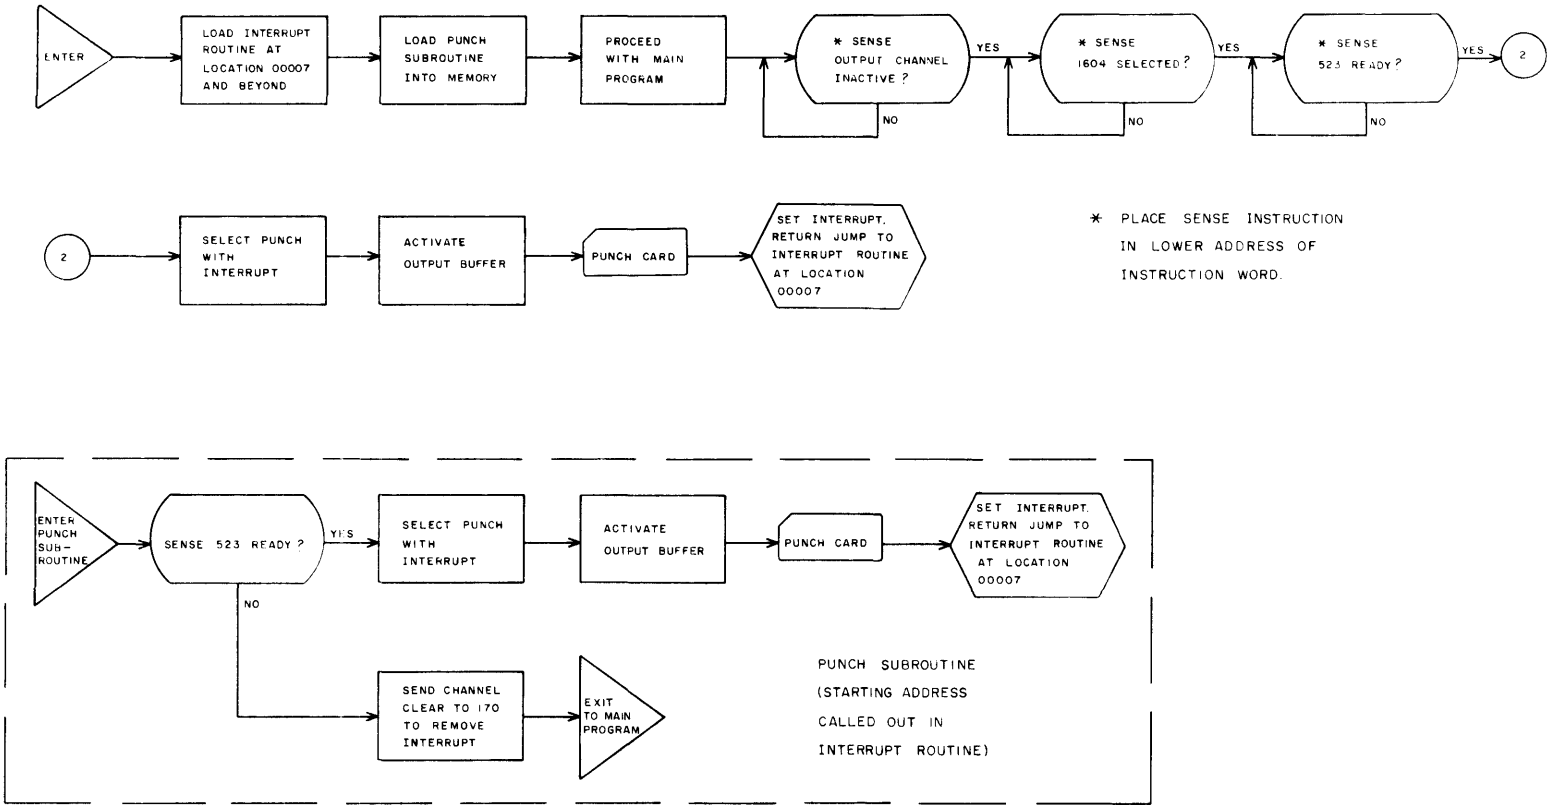 ENTER
LOAD INTERRUPT
ROUTINE AT
LOCATION 00007
AND BEYOND
LOAD PUNCH
SUBROUTINE
INTO MEMORY
PROCEED
WITH MAIN
PROGRAM
* SENSE
OUTPUT CHANNEL
INACTIVE?
YES
NO
* SENSE
1604 SELECTED?
YES
NO
* SENSE
523 READY?
YES
NO
2
2
SELECT PUNCH
WITH
INTERRUPT
ACTIVATE
OUTPUT BUFFER
PUNCH CARD
SET INTERRUPT.
RETURN JUMP TO
INTERRUPT ROUTINE
AT LOCATION
00007
* PLACE SENSE INSTRUCTION
IN LOWER ADDRESS OF
INSTRUCTION WORD.
ENTER
PUNCH
SUB-
ROUTINE
SENSE 523 READY?
YES
NO
SELECT PUNCH
WITH
INTERRUPT
ACTIVATE
OUTPUT BUFFER
PUNCH CARD
SET INTERRUPT.
RETURN JUMP TO
INTERRUPT ROUTINE
AT LOCATION
00007
SEND CHANNEL
CLEAR TO 170
TO REMOVE
INTERRUPT
EXIT
TO MAIN
PROGRAM
PUNCH SUBROUTINE
(STARTING ADDRESS
CALLED OUT IN
INTERRUPT ROUTINE)